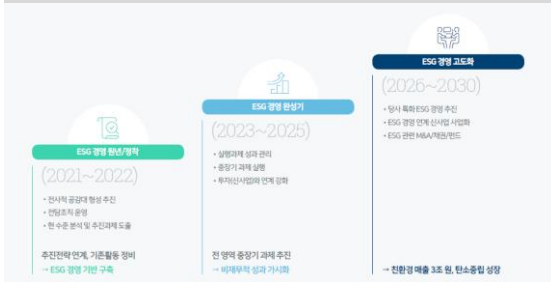 ESG 경영 원년/정착
(2021~2022)
• 전사적 공감대 형성 추진
• 전담조직 운영
• 현 수준 분석 및 추진과제 도출
추진전략 연계, 기존활동 정비
→ ESG 경영 기반 구축
ESG 경영 완성기
(2023~2025)
• 실행과제 성과 관리
• 중장기 과제 실행
• 투자(신사업)와 연계 강화
전 영역 중장기 과제 추진
→ 비재무적 성과 가시화
ESG 경영 고도화
(2026~2030)
• 당사 특화 ESG 경영 추진
• ESG 경영 연계 신사업 사업화
• ESG 관련 M&A/채권/펀드
→ 친환경 매출 3조 원, 탄소중립 성장